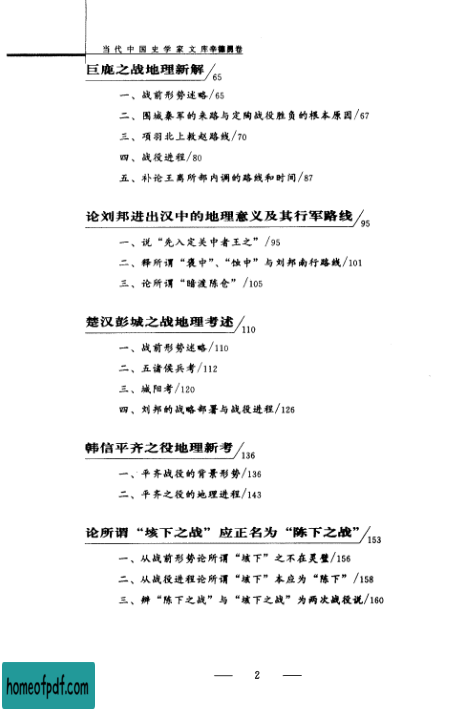 当代中国史学家文库辛德勇卷
巨鹿之战地理新解/65
一、战前形势述略/65
二、围城秦军的来路与定陶战役胜负的根本原因/67
三、项羽北上救赵路线/70
四、战役进程/80
五、补论王离所部内调的路线和时间/87
论刘邦进出汉中的地理意义及其行军路线/95
一、说“先入定关中者王之”/95
二、释所谓“褒中”、“蚀中”与刘邦南行路线/101
三、论所谓“暗渡陈仓”/105
楚汉彭城之战地理考述/110
一、战前形势述略/110
二、五诸侯兵考/112
三、城阳考/120
四、刘邦的战略部署与战役进程/126
韩信平齐之役地理新考/136
一、平齐战役的背景形势/136
二、平齐之役的地理进程/143
论所谓“垓下之战”应正名为“陈下之战”/153
一、从战前形势论所谓“垓下”之不在灵璧/156
二、从战役进程论所谓“垓下”本应为“陈下”/158
三、辨“陈下之战”与“垓下之战”为两次战役说/160
— 2 —
homeofpdf.com